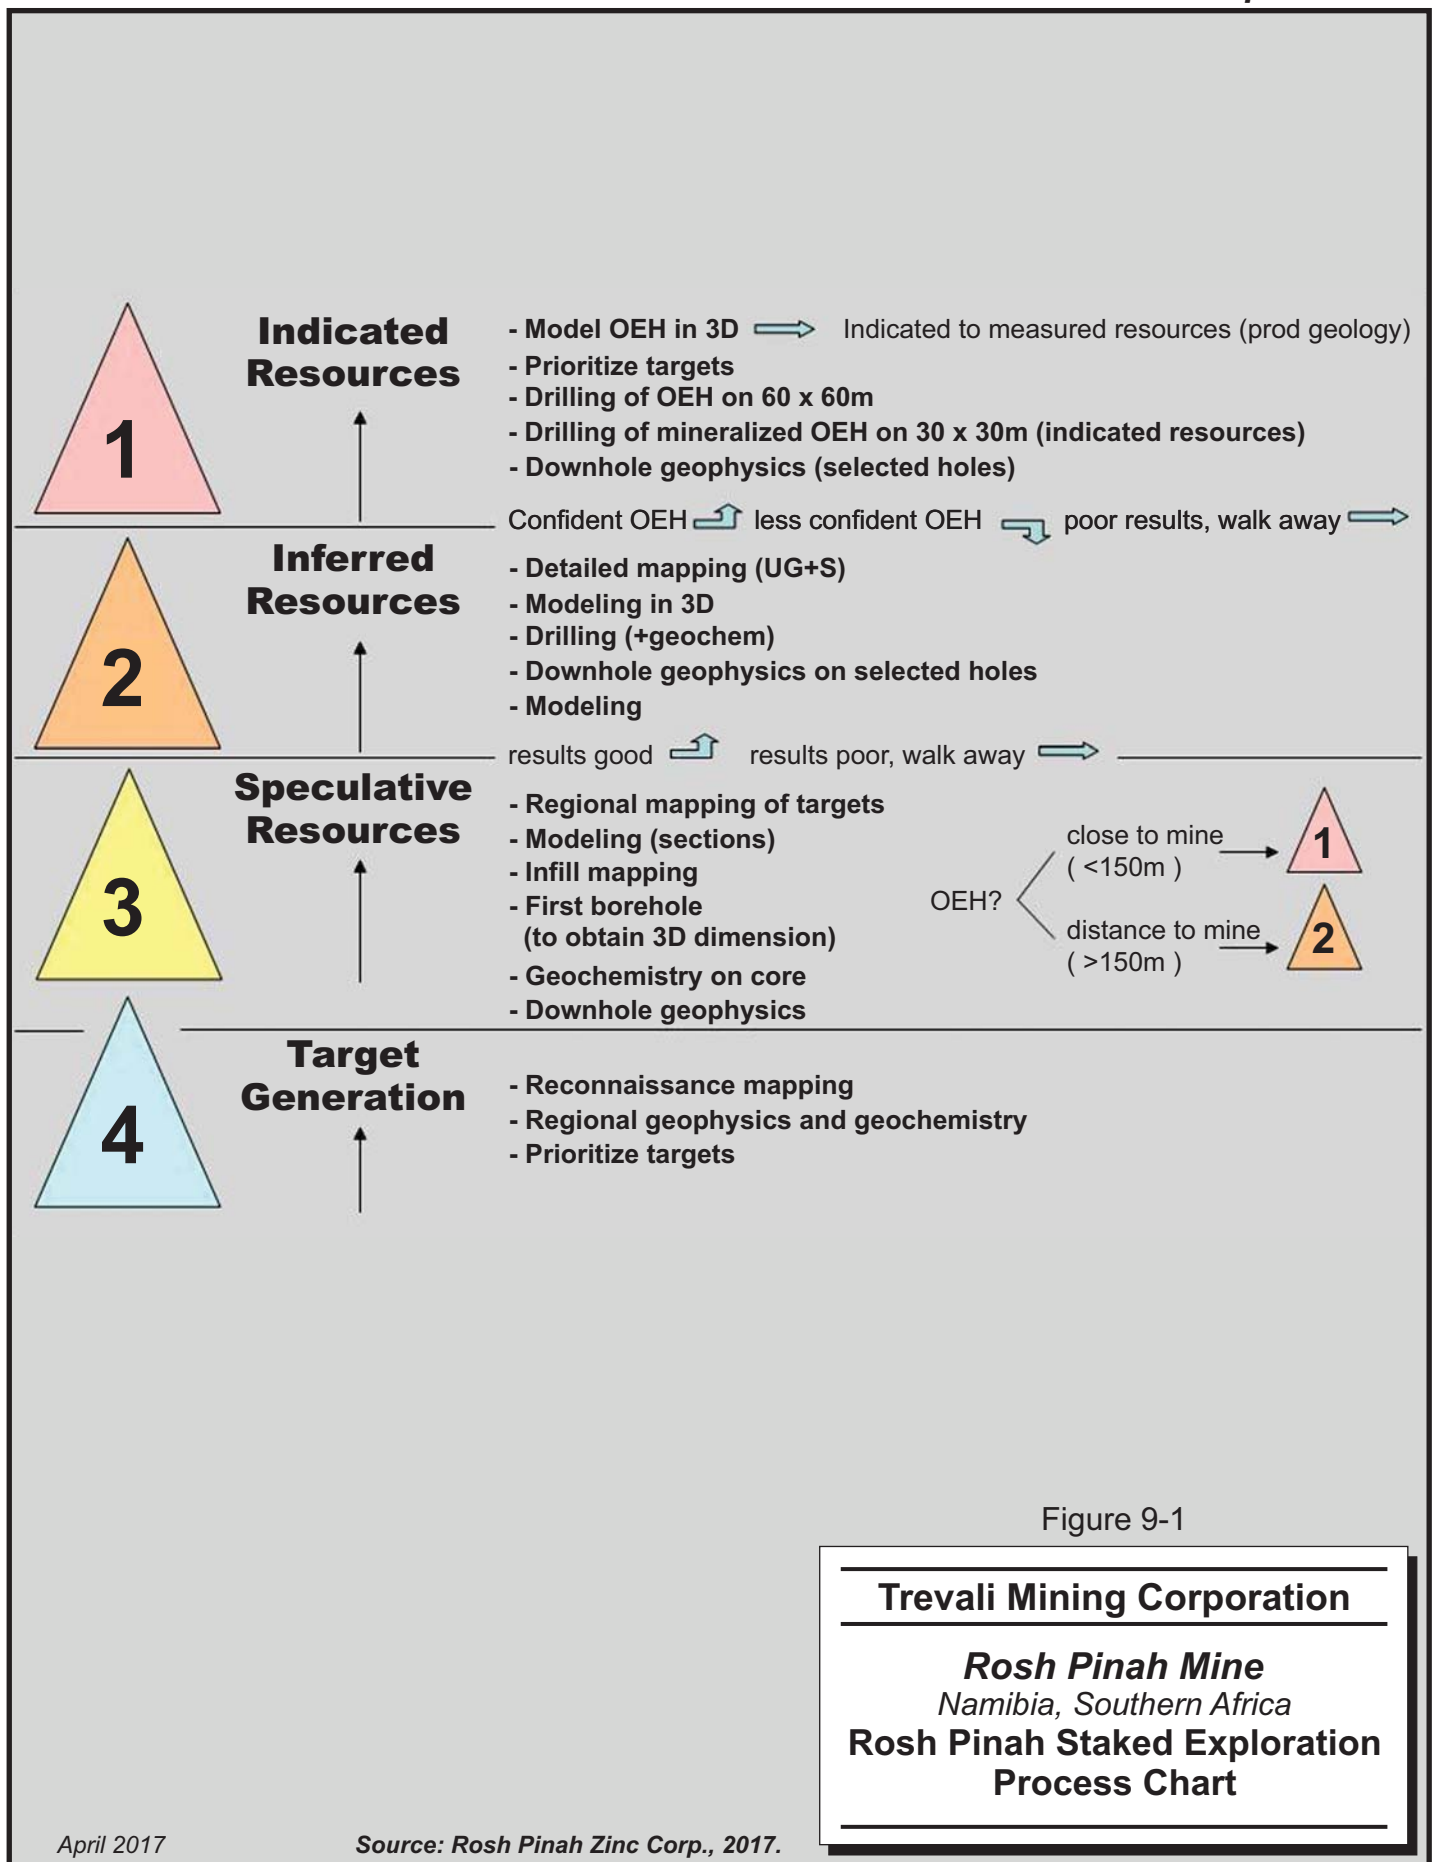 Indicated
Resources
1
- Model OEH in 3D
Indicated to measured resources (prod geology)
- Prioritize targets
- Drilling of OEH on 60 x 60m
- Drilling of mineralized OEH on 30 x 30m (indicated resources)
- Downhole geophysics (selected holes)
Confident OEH
less confident OEH
poor results, walk away
Inferred
Resources
2
- Detailed mapping (UG+S)
- Modeling in 3D
- Drilling (+geochem)
- Downhole geophysics on selected holes
- Modeling
results good
results poor, walk away
Speculative
Resources
3
- Regional mapping of targets
- Modeling (sections)
- Infill mapping
- First borehole
(to obtain 3D dimension)
- Geochemistry on core
- Downhole geophysics
OEH?
close to mine
( <150m )
1
distance to mine
( >150m )
2
Target
Generation
4
- Reconnaissance mapping
- Regional geophysics and geochemistry
- Prioritize targets
Figure 9-1
Trevali Mining Corporation
Rosh Pinah Mine
Namibia, Southern Africa
Rosh Pinah Staked Exploration
Process Chart
April 2017
Source: Rosh Pinah Zinc Corp., 2017.